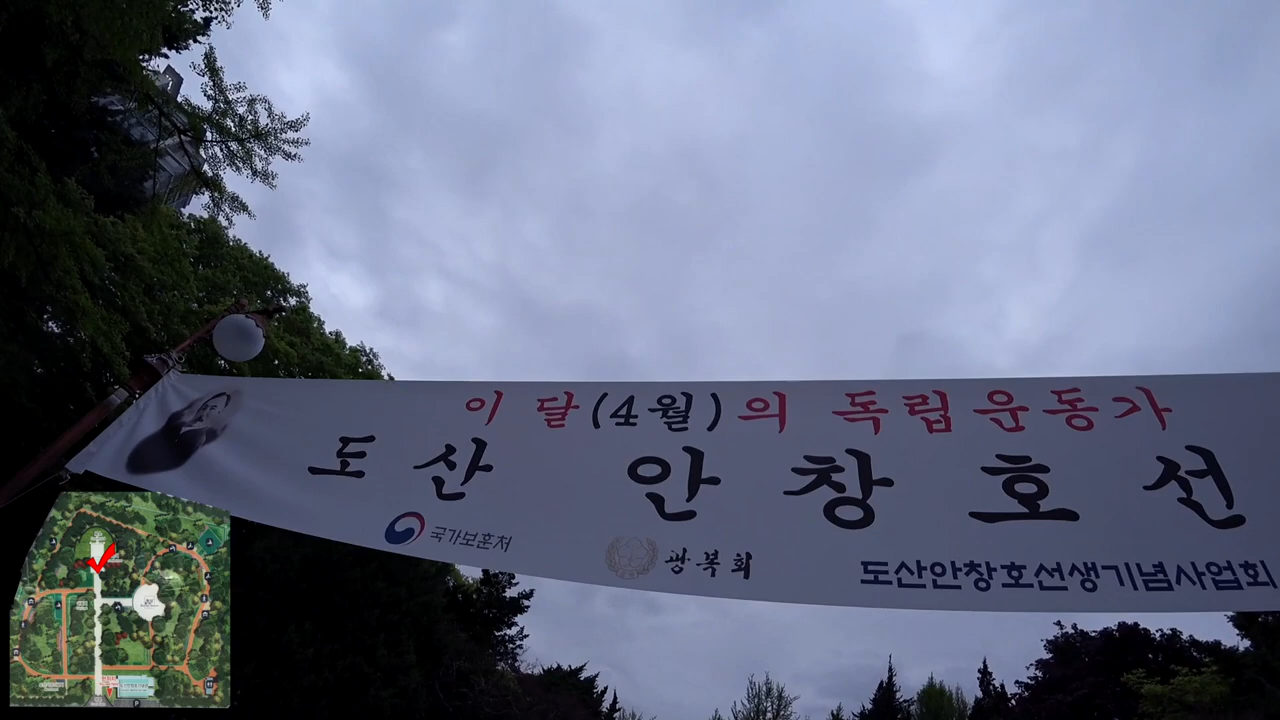 이 달(4월)의 독립운동가
도산 안창호선
국가보훈처
광복회
도산안창호선생기념사업회